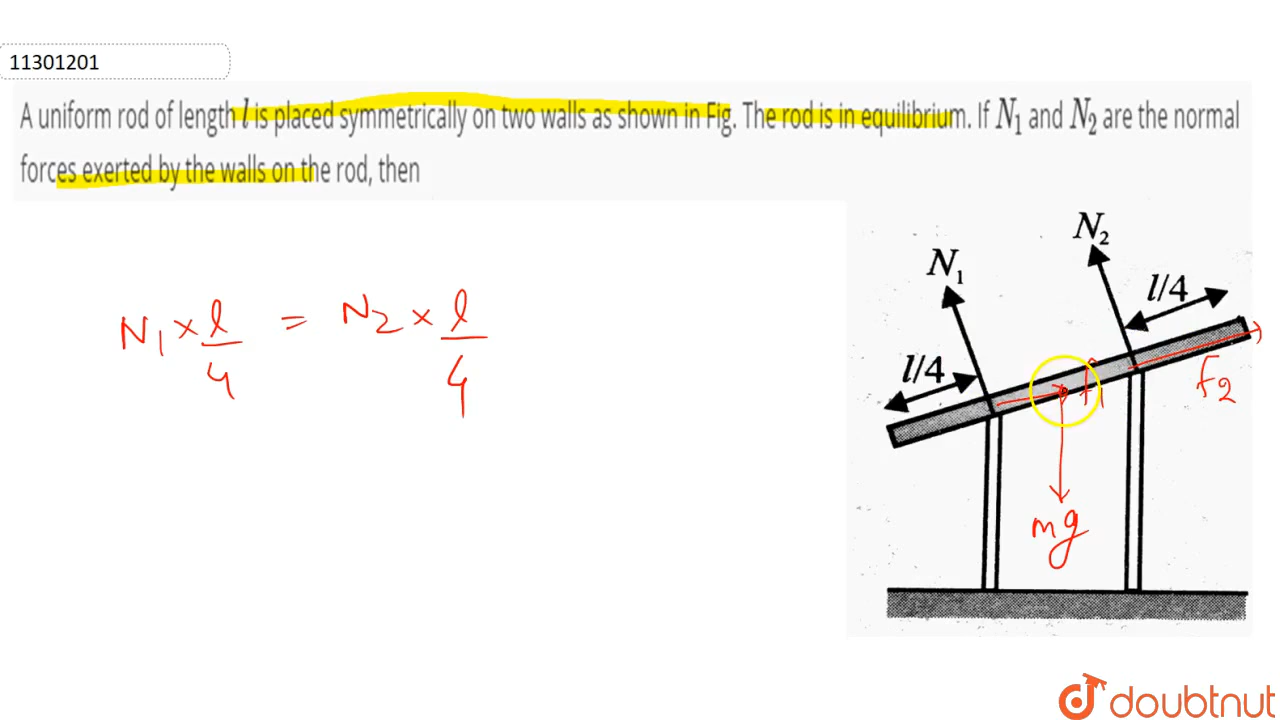 11301201
A uniform rod of length l is placed symmetrically on two walls as shown in Fig. The rod is in equilibrium. If N₁ and N₂ are the normal
forces exerted by the walls on the rod, then
N₂
N₁
l/4
l/4
N₁ × l/4 = N₂ × l/4
f₁
F₂
mg
doubtnut